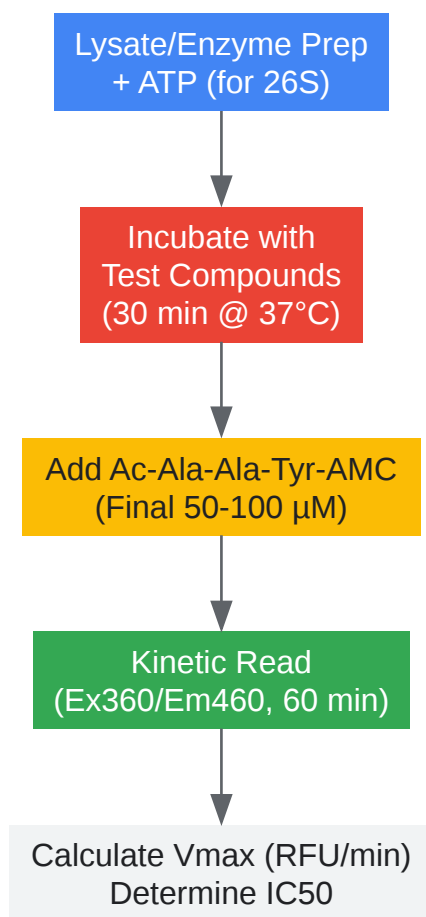 Lysate/Enzyme Prep
+ ATP (for 26S)
Incubate with
Test Compounds
(30 min @ 37°C)
Add Ac-Ala-Ala-Tyr-AMC
(Final 50-100 µM)
Kinetic Read
(Ex360/Em460, 60 min)
Calculate Vmax (RFU/min)
Determine IC50